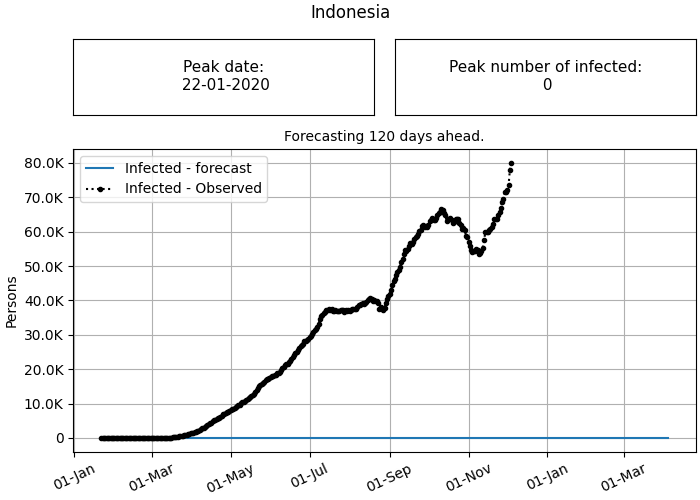 Indonesia
Peak date:
22-01-2020
Peak number of infected:
0
Forecasting 120 days ahead.
Infected - forecast
Infected - Observed
80.0K
70.0K
60.0K
50.0K
40.0K
30.0K
20.0K
10.0K
0
Persons
01-Jan
01-Mar
01-May
01-Jul
01-Sep
01-Nov
01-Jan
01-Mar